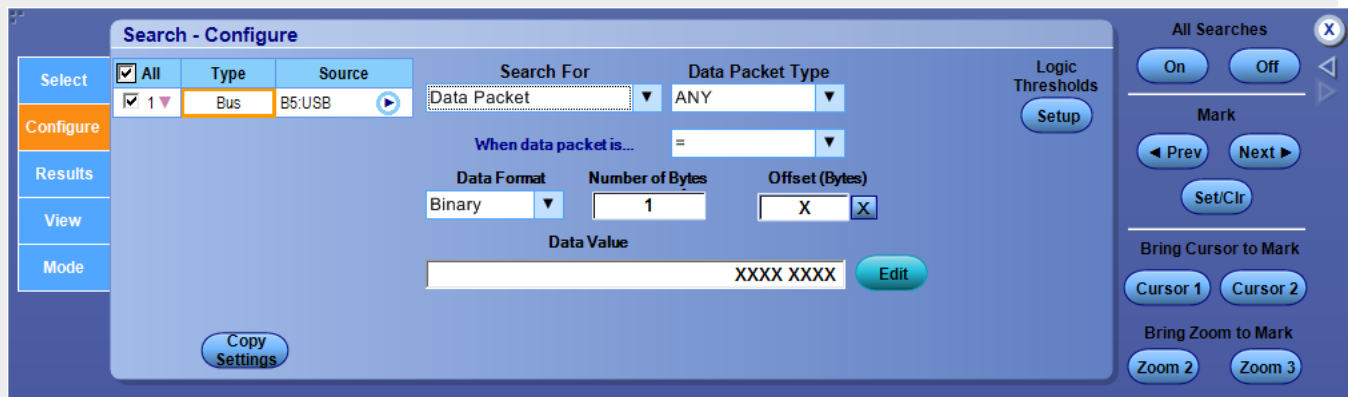 Search - Configure
Select
Configure
Results
View
Mode
All Type Source
1 Bus B5:USB
Search For Data Packet Type
Data Packet ANY
When data packet is... =
Data Format Number of Bytes Offset (Bytes)
Binary 1 X X
Data Value
XXXX XXXX Edit
Copy
Settings
Logic
Thresholds
Setup
All Searches X
On Off
Mark
Prev Next
Set/Clr
Bring Cursor to Mark
Cursor 1 Cursor 2
Bring Zoom to Mark
Zoom 2 Zoom 3